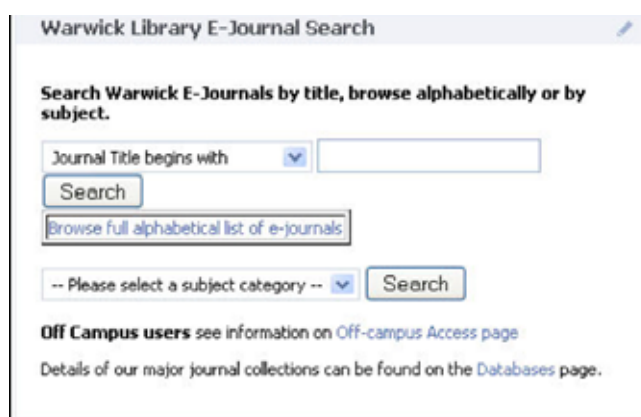 Warwick Library E-Journal Search
Search Warwick E-Journals by title, browse alphabetically or by
subject.
Journal Title begins with
Search
Browse full alphabetical list of e-journals
-- Please select a subject category -- Search
Off Campus users see information on Off-campus Access page
Details of our major journal collections can be found on the Databases page.